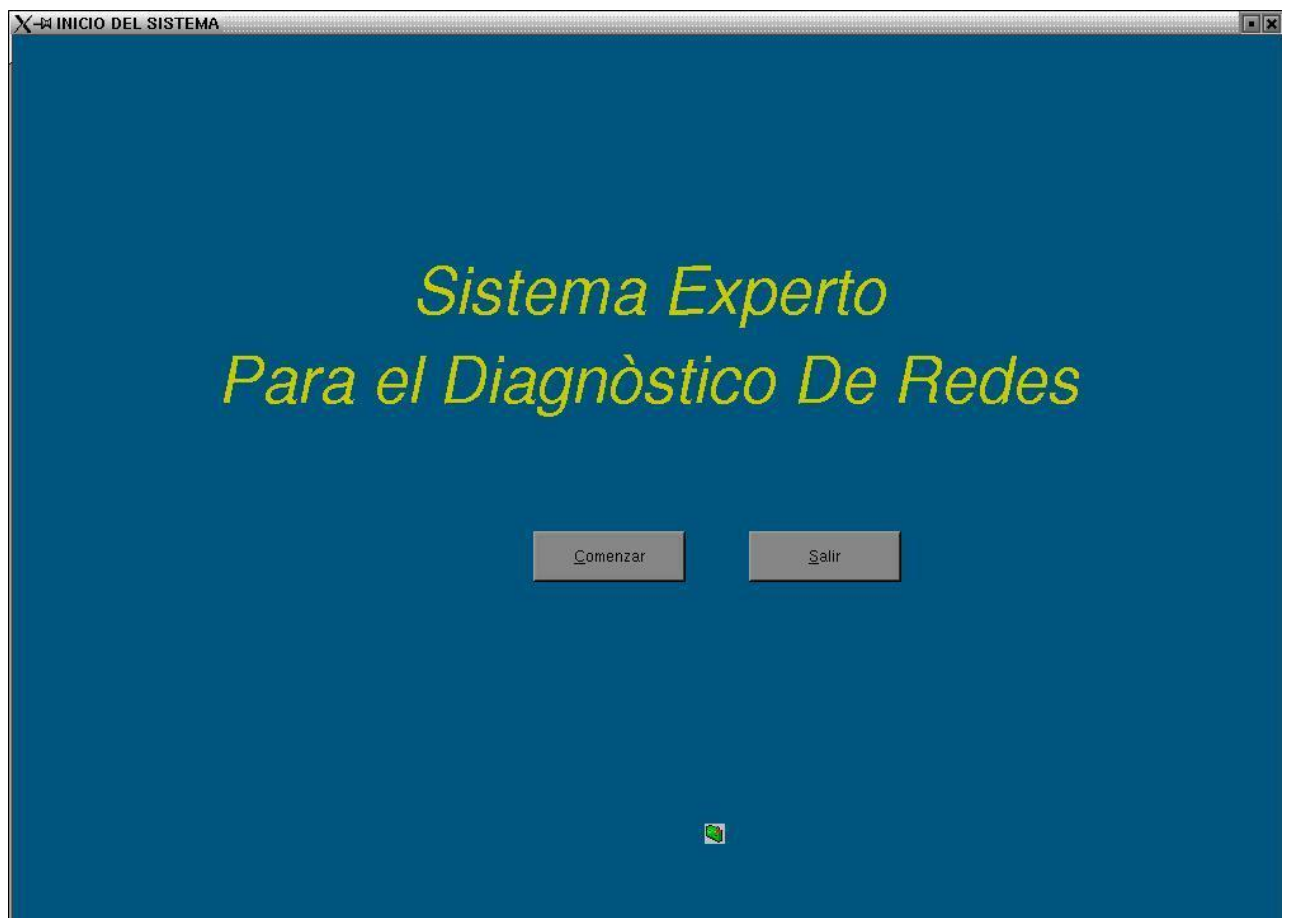 INICIO DEL SISTEMA
Sistema Experto
Para el Diagnòstico De Redes
Comenzar
Salir